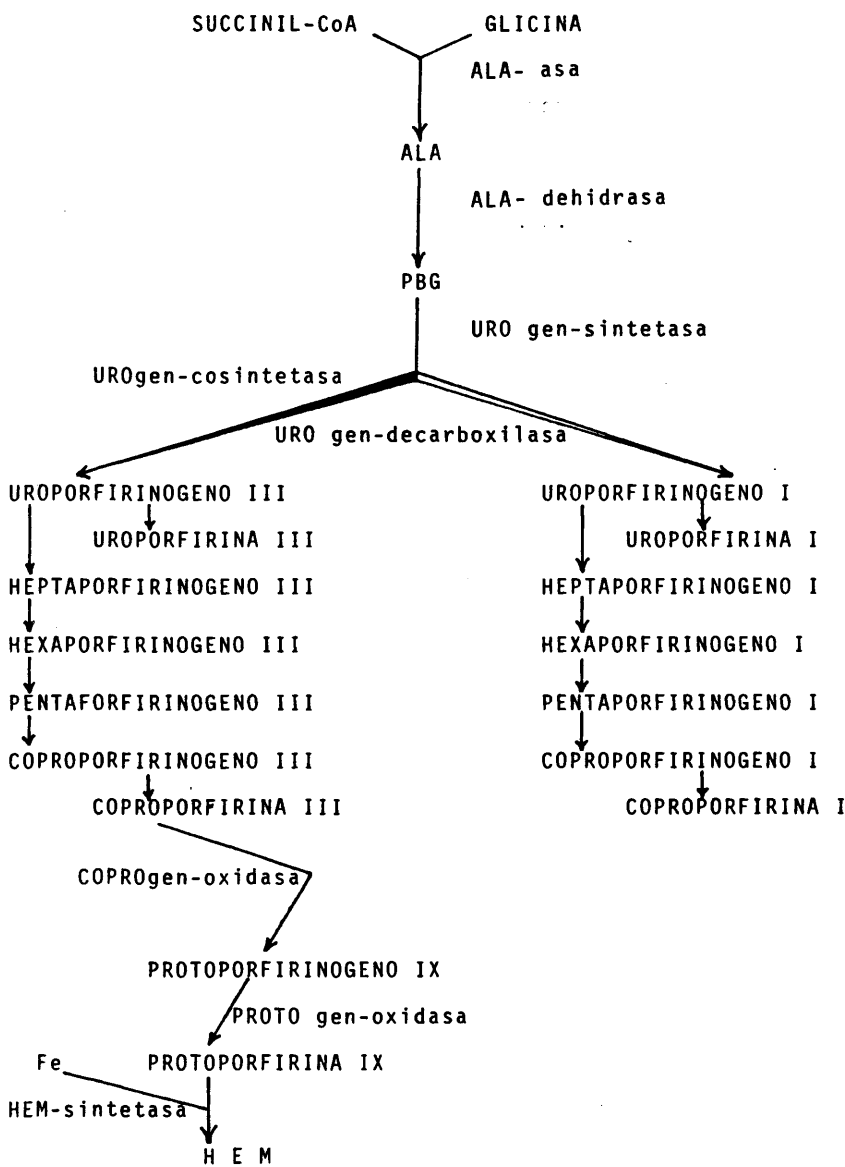 SUCCINIL-CoA GLICINA
ALA- asa
ALA
ALA- dehidrasa
PBG
URO gen-sintetasa
UROgen-cosintetasa
URO gen-decarboxilasa
UROPORFIRINOGENO III UROPORFIRINOGENO I
UROPORFIRINA III UROPORFIRINA I
HEPTAPORFIRINOGENO III HEPTAPORFIRINOGENO I
HEXAPORFIRINOGENO III HEXAPORFIRINOGENO I
PENTAFORFIRINOGENO III PENTAPORFIRINOGENO I
COPROPORFIRINOGENO III COPROPORFIRINOGENO I
COPROPORFIRINA III COPROPORFIRINA I
COPROgen-oxidasa
PROTOPORFIRINOGENO IX
PROTO gen-oxidasa
Fe PROTOPORFIRINA IX
HEM-sintetasa
H E M